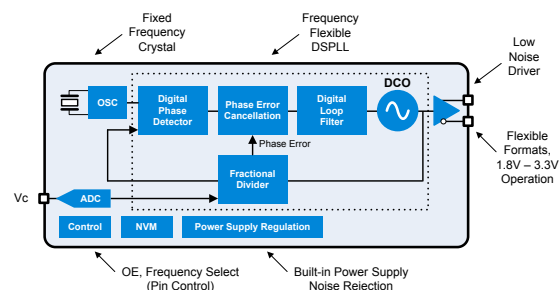 Fixed
Frequency
Crystal
Frequency
Flexible
DSPLL
Low
Noise
Driver
DCO
OSC
Digital
Phase
Detector
Phase Error
Cancellation
Digital
Loop
Filter
Phase Error
Flexible
Formats,
1.8V – 3.3V
Operation
Fractional
Divider
Vc
ADC
Control
NVM
Power Supply Regulation
OE, Frequency Select
(Pin Control)
Built-in Power Supply
Noise Rejection